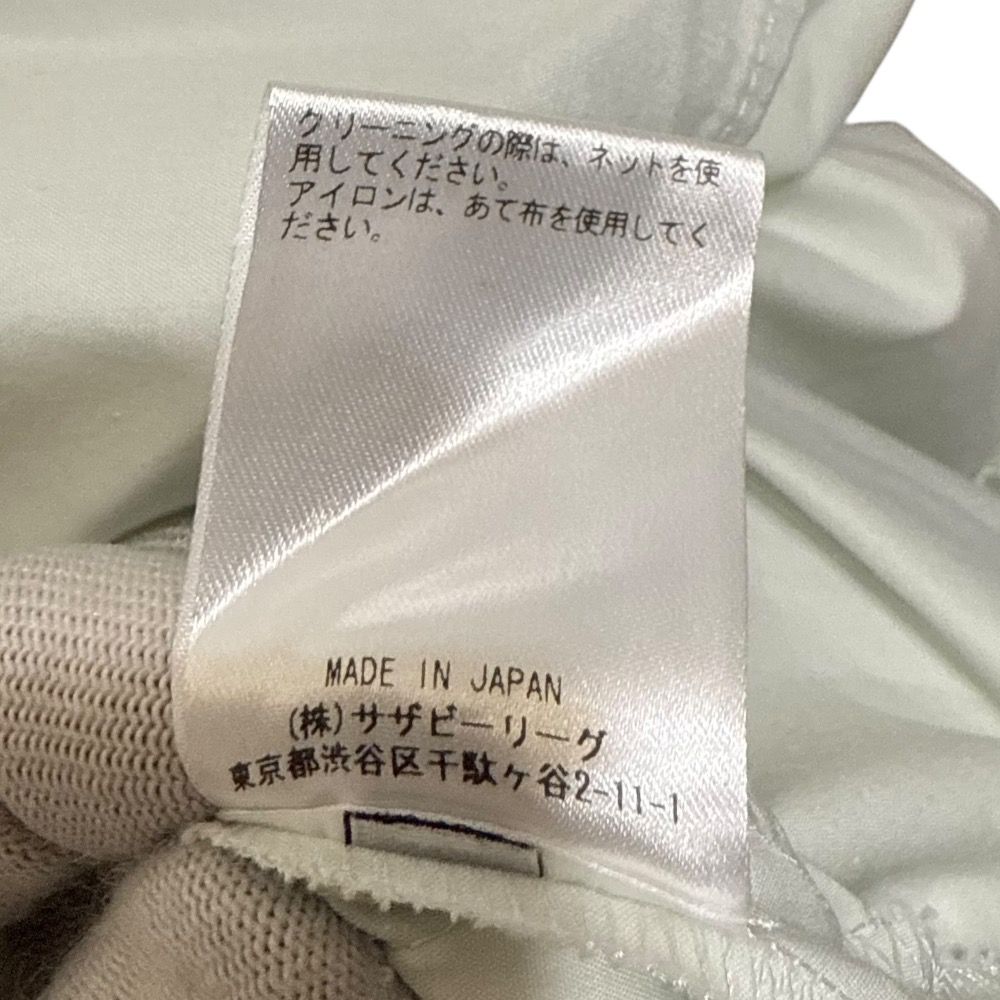 クリーニングの際は、ネットを使
用してください。
アイロンは、あて布を使用してく
ださい。
MADE IN JAPAN
(株)サザビーリーグ
東京都渋谷区千駄ヶ谷2-11-1